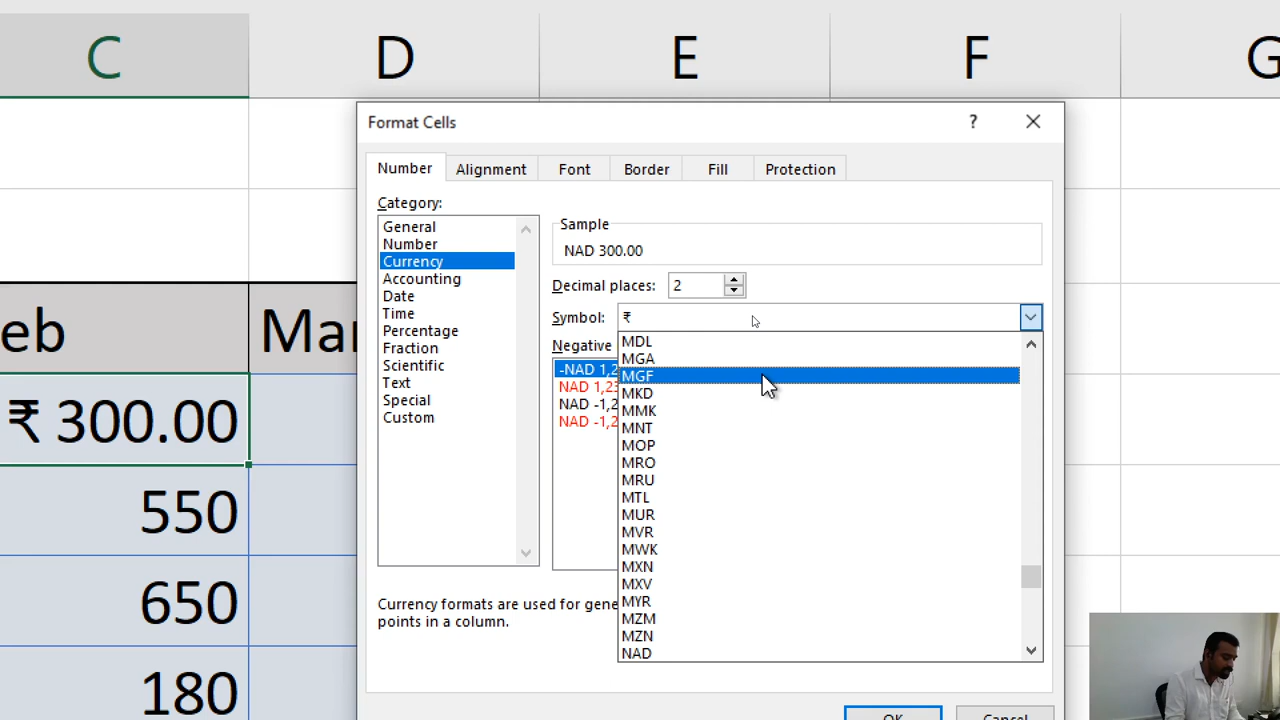 C D E F G
Format Cells ?
Number Alignment Font Border Fill Protection
Category:
General
Number
Currency
Accounting
Date
Time
Percentage
Fraction
Scientific
Text
Special
Custom
Sample
NAD 300.00
Decimal places: 2
Symbol: ₹
Negative
-NAD 1,2
NAD 1,23
NAD -1,2
NAD -1,2
MDL
MGA
MGF
MKD
MMK
MNT
MOP
MRO
MRU
MTL
MUR
MVR
MWK
MXN
MXV
MYR
MZM
MZN
NAD
Currency formats are used for gene
points in a column.
OK Cancel
eb Mar
₹ 300.00
550
650
180